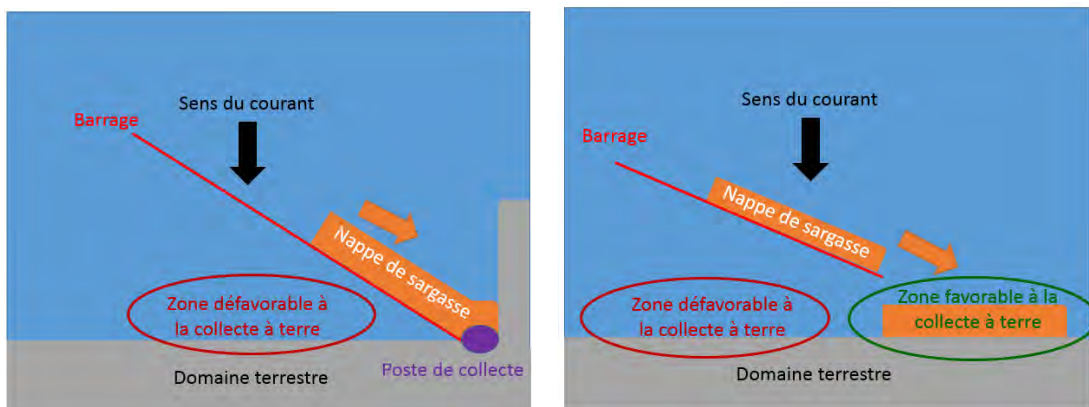 Sens du courant
Barrage
Nappe de sargasse
Zone défavorable à
la collecte à terre
Poste de collecte
Domaine terrestre
Sens du courant
Barrage
Nappe de sargasse
Zone défavorable à
la collecte à terre
Zone favorable à la
collecte à terre
Domaine terrestre